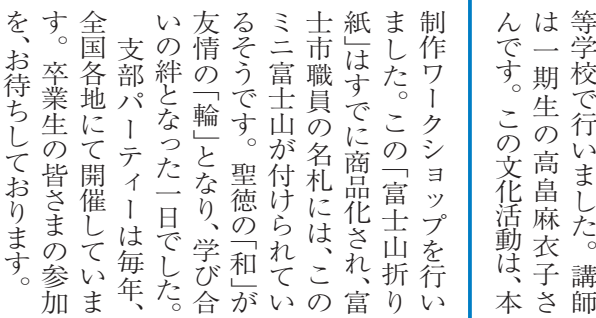 等学校で行いました。講師
は一期生の高畠麻衣子さ
んです。この文化活動は、本
制作ワークショップを行い
ました。この「富士山折り
紙」はすでに商品化され、富
士市職員の名札には、この
ミニ富士山が付けられてい
るそうです。聖徳の「和」が
友情の「輪」となり、学び合
いの絆となった一日でした。
支部パーティーは毎年、
全国各地にて開催していま
す。卒業生の皆さまの参加
を、お待ちしております。